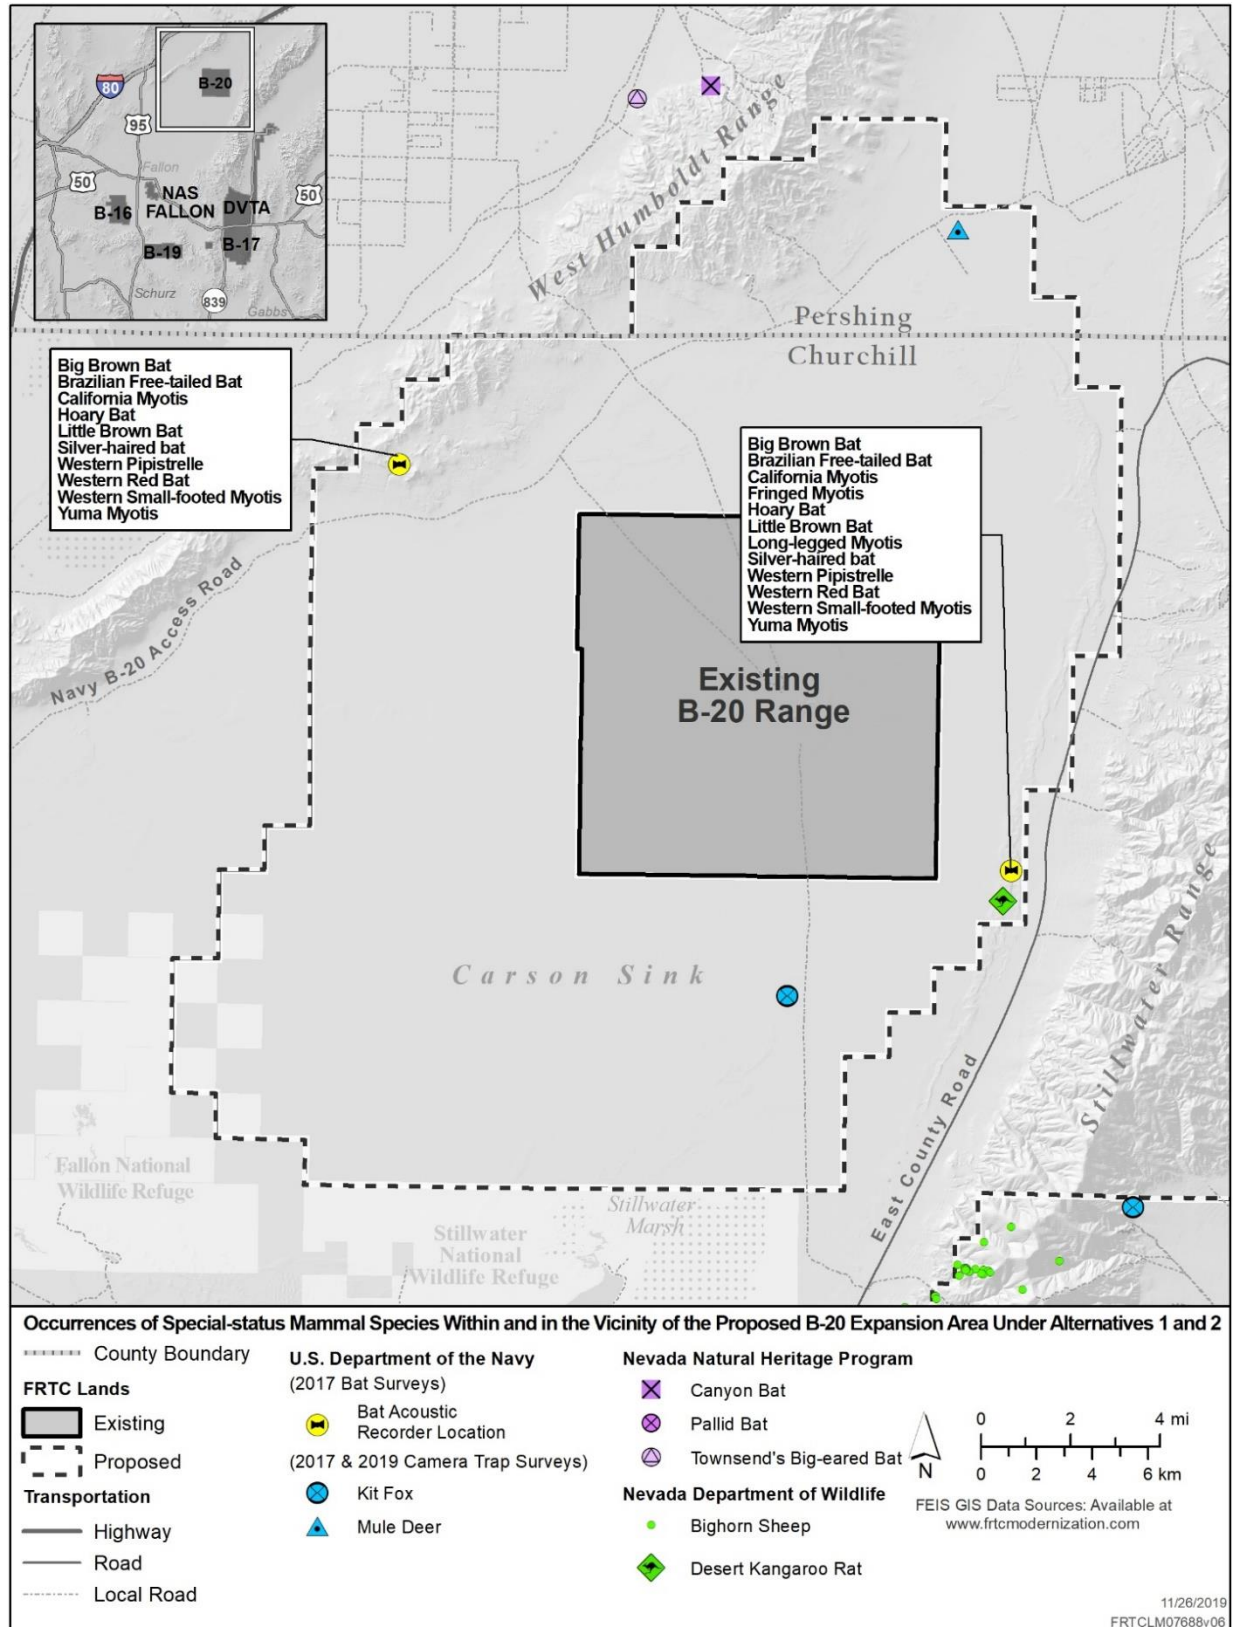 80
B-20
95
Fallon
50
NAS
FALLON
DVTA
50
B-16
B-19
B-17
Schurz
839
Gabbs
West Humboldt Range
Pershing
Churchill
Big Brown Bat
Brazilian Free-tailed Bat
California Myotis
Hoary Bat
Little Brown Bat
Silver-haired bat
Western Pipistrelle
Western Red Bat
Western Small-footed Myotis
Yuma Myotis
Big Brown Bat
Brazilian Free-tailed Bat
California Myotis
Fringed Myotis
Hoary Bat
Little Brown Bat
Long-legged Myotis
Silver-haired bat
Western Pipistrelle
Western Red Bat
Western Small-footed Myotis
Yuma Myotis
Navy B-20 Access Road
Existing
B-20 Range
Carson Sink
Stillwater Range
East County Road
Fallon National
Wildlife Refuge
Stillwater
Marsh
Stillwater
National
Wildlife Refuge
Occurrences of Special-status Mammal Species Within and in the Vicinity of the Proposed B-20 Expansion Area Under Alternatives 1 and 2
County Boundary
FRTC Lands
Existing
Proposed
Transportation
Highway
Road
Local Road
U.S. Department of the Navy
(2017 Bat Surveys)
Bat Acoustic
Recorder Location
(2017 & 2019 Camera Trap Surveys)
Kit Fox
Mule Deer
Nevada Natural Heritage Program
Canyon Bat
Pallid Bat
Townsend's Big-eared Bat
Nevada Department of Wildlife
Bighorn Sheep
Desert Kangaroo Rat
N
0 2 4 mi
0 2 4 6 km
FEIS GIS Data Sources: Available at
www.frtcmodernization.com
11/26/2019
FRTCLM07688v06